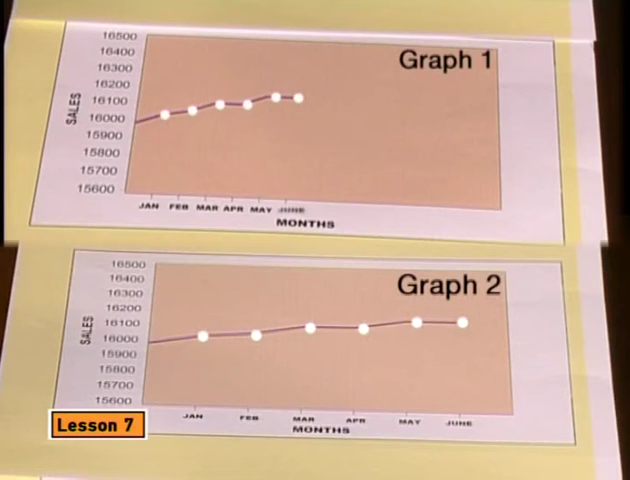 Graph 1
16500
16400
16300
16200
16100
16000
15900
15800
15700
15600
SALES
JAN FEB MAR APR MAY JUNE
MONTHS
Graph 2
16500
16400
16300
16200
16100
16000
15900
15800
15700
15600
SALES
JAN FEB MAR APR MAY JUNE
MONTHS
Lesson 7